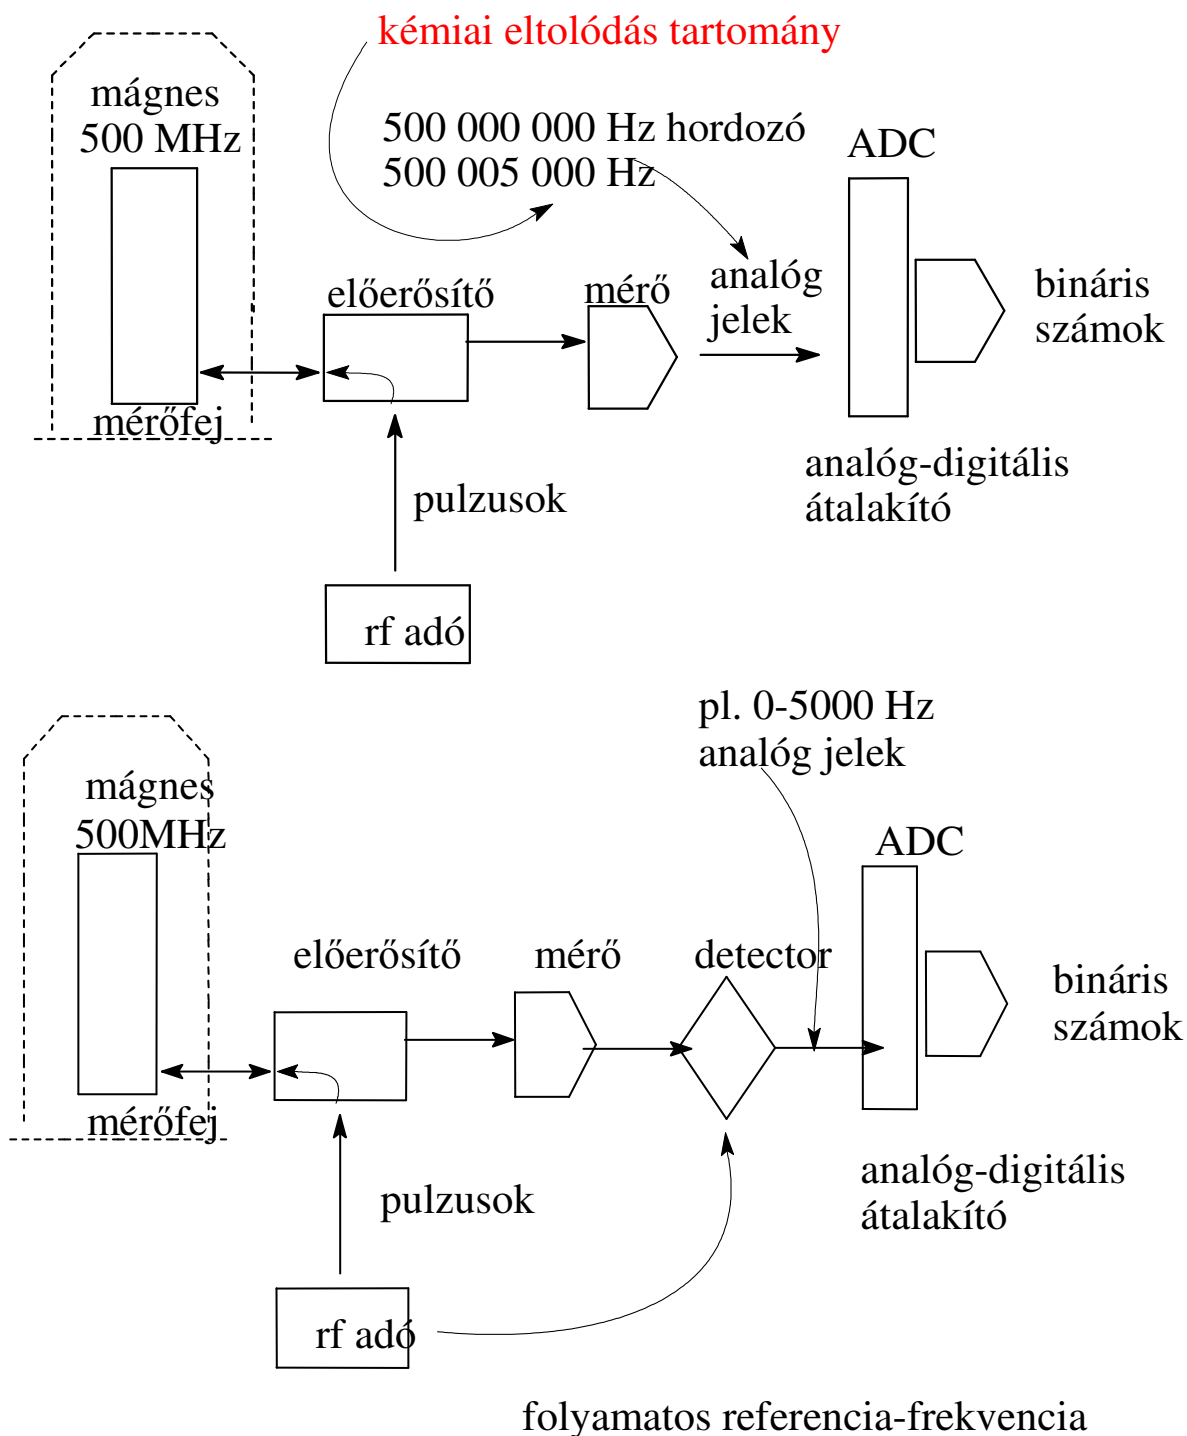 kémiai eltolódás tartomány
mágnes
500 MHz
500 000 000 Hz hordozó
500 005 000 Hz
ADC
előerősítő
mérő
analóg
jelek
bináris
számok
mérőfej
analóg-digitális
átalakító
pulzusok
rf adó
pl. 0-5000 Hz
analóg jelek
mágnes
500MHz
ADC
előerősítő
mérő
detector
bináris
számok
mérőfej
analóg-digitális
átalakító
pulzusok
rf adó
folyamatos referencia-frekvencia